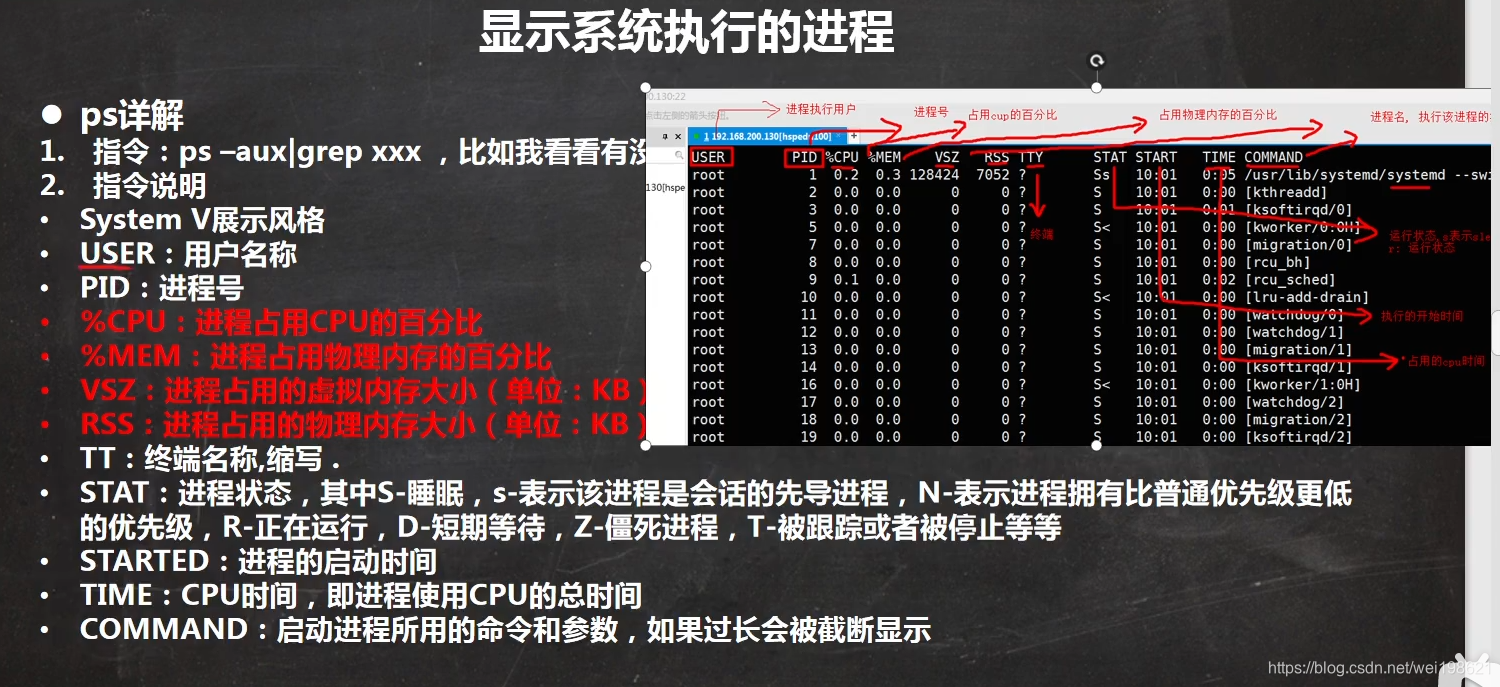 显示系统执行的进程
● ps详解
1. 指令：ps –aux|grep xxx ，比如我看看有没
2. 指令说明
• System V展示风格
• USER：用户名称
• PID：进程号
• %CPU：进程占用CPU的百分比
• %MEM：进程占用物理内存的百分比
• VSZ：进程占用的虚拟内存大小（单位：KB）
• RSS：进程占用的物理内存大小（单位：KB）
• TT：终端名称,缩写．
• STAT：进程状态，其中S-睡眠，s-表示该进程是会话的先导进程，N-表示进程拥有比普通优先级更低
的优先级，R-正在运行，D-短期等待，Z-僵死进程，T-被跟踪或者被停止等等
• STARTED：进程的启动时间
• TIME：CPU时间，即进程使用CPU的总时间
• COMMAND：启动进程所用的命令和参数，如果过长会被截断显示
0.130:22
点击左侧的箭头按钮。
进程执行用户
进程号
占用cup的百分比
占用物理内存的百分比
进程名，执行该进程的
1 192.168.200.130[hspedu100]
130[hspe
USER PID %CPU %MEM VSZ RSS TTY STAT START TIME COMMAND
root 1 0.2 0.3 128424 7052 ? Ss 10:01 0:05 /usr/lib/systemd/systemd --swi
root 2 0.0 0.0 0 0 ? S 10:01 0:00 [kthreadd]
root 3 0.0 0.0 0 0 ? S 10:01 0:01 [ksoftirqd/0]
root 5 0.0 0.0 0 0 ? S< 10:01 0:00 [kworker/0:0H]
root 7 0.0 0.0 0 0 ? S 10:01 0:00 [migration/0]
root 8 0.0 0.0 0 0 ? S 10:01 0:00 [rcu_bh]
root 9 0.1 0.0 0 0 ? S 10:01 0:02 [rcu_sched]
root 10 0.0 0.0 0 0 ? S< 10:01 0:00 [lru-add-drain]
root 11 0.0 0.0 0 0 ? S 10:01 0:00 [watchdog/0]
root 12 0.0 0.0 0 0 ? S 10:01 0:00 [watchdog/1]
root 13 0.0 0.0 0 0 ? S 10:01 0:00 [migration/1]
root 14 0.0 0.0 0 0 ? S 10:01 0:00 [ksoftirqd/1]
root 16 0.0 0.0 0 0 ? S< 10:01 0:00 [kworker/1:0H]
root 17 0.0 0.0 0 0 ? S 10:01 0:00 [watchdog/2]
root 18 0.0 0.0 0 0 ? S 10:01 0:00 [migration/2]
root 19 0.0 0.0 0 0 ? S 10:01 0:00 [ksoftirqd/2]
终端
运行状态,s表示sle
r: 运行状态
执行的开始时间
占用的cpu时间